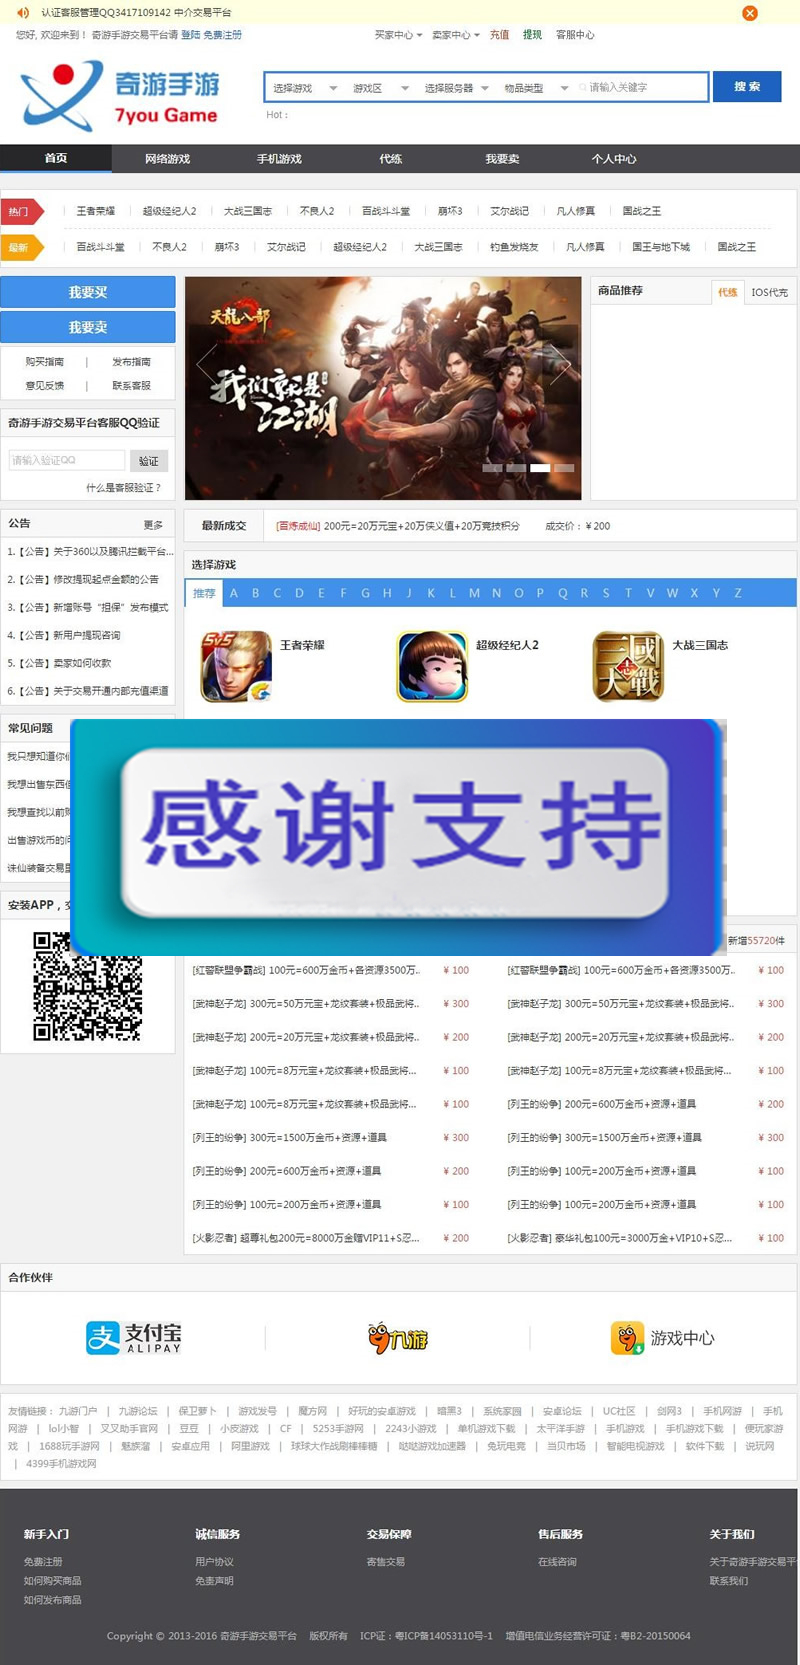 认证客服管理QQ3417109142 中介交易平台
您好, 欢迎来到！ 奇游手游交易平台请 登陆 免费注册 买家中心 卖家中心 充值 提现 客服中心
奇游手游
7you Game
选择游戏 游戏区 选择服务器 物品类型 请输入关键字 搜 索
Hot：
首页 网络游戏 手机游戏 代练 我要卖 个人中心
热门 王者荣耀 超级经纪人2 大战三国志 不良人2 百战斗斗堂 崩坏3 艾尔战记 凡人修真 国战之王
最新 百战斗斗堂 不良人2 崩坏3 艾尔战记 超级经纪人2 大战三国志 钓鱼发烧友 凡人修真 国王与地下城 国战之王
我要买
我要卖
购买指南 | 发布指南
意见反馈 | 联系客服
奇游手游交易平台客服QQ验证
请输入验证QQ 验证
什么是客服验证？
天龙八部
我们就是江湖
商品推荐 代练 IOS代充
公告 更多
1.【公告】关于360以及腾讯拦截平台...
2.【公告】修改提现起点金额的公告
3.【公告】新增账号“担保”发布模式
4.【公告】新用户提现咨询
5.【公告】卖家如何收款
6.【公告】关于交易开通内部充值渠道
最新成交 [百炼成仙] 200元=20万元宝+20万侠义值+20万竞技积分 成交价：￥200
选择游戏
推荐 A B C D E F G H J K L M N O P Q R S T V W X Y Z
5v5
王者荣耀 超级经纪人2 大战三国志
三國志大戰
常见问题
我只想知道你们
我想出售东西但
我想查找以前购
出售游戏币的问
诛仙装备交易里
感谢支持
安装APP，交
新增55720件
[红警联盟争霸战] 100元=600万金币+各资源3500万.. ￥100 [红警联盟争霸战] 100元=600万金币+各资源3500万.. ￥100
[武神赵子龙] 300元=50万元宝+龙纹套装+极品武将.. ￥300 [武神赵子龙] 300元=50万元宝+龙纹套装+极品武将.. ￥300
[武神赵子龙] 200元=20万元宝+龙纹套装+极品武将.. ￥200 [武神赵子龙] 200元=20万元宝+龙纹套装+极品武将.. ￥200
[武神赵子龙] 100元=8万元宝+龙纹套装+极品武将... ￥100 [武神赵子龙] 100元=8万元宝+龙纹套装+极品武将... ￥100
[武神赵子龙] 100元=8万元宝+龙纹套装+极品武将... ￥100 [列王的纷争] 200元=600万金币+资源+道具 ￥200
[列王的纷争] 300元=1500万金币+资源+道具 ￥300 [列王的纷争] 300元=1500万金币+资源+道具 ￥300
[列王的纷争] 200元=600万金币+资源+道具 ￥200 [列王的纷争] 100元=200万金币+资源+道具 ￥100
[列王的纷争] 100元=200万金币+资源+道具 ￥100 [列王的纷争] 100元=200万金币+资源+道具 ￥100
[火影忍者] 超尊礼包200元=8000万金赠VIP11+S忍... ￥200 [火影忍者] 豪华礼包100元=3000万金+VIP10+S忍... ￥100
合作伙伴
支付宝 ALIPAY 九游 游戏中心
友情链接： 九游门户 | 九游论坛 | 保卫萝卜 | 游戏发号 | 魔方网 | 好玩的安卓游戏 | 暗黑3 | 系统家园 | 安卓论坛 | UC社区 | 剑网3 | 手机网游 | 手机
网游 | lol小智 | 叉叉助手官网 | 豆豆 | 小皮游戏 | CF | 5253手游网 | 2243小游戏 | 单机游戏下载 | 太平洋手游 | 手机游戏 | 手机游戏下载 | 便玩家游
戏 | 1688玩手游网 | 魅族溜 | 安卓应用 | 阿里游戏 | 球球大作战刷棒棒糖 | 哒哒游戏加速器 | 兔玩电竞 | 当贝市场 | 智能电视游戏 | 软件下载 | 说玩网
| 4399手机游戏网
新手入门 诚信服务 交易保障 售后服务 关于我们
免费注册 用户协议 寄售交易 在线咨询 关于奇游手游交易平
如何购买商品 免责声明 联系我们
如何发布商品
Copyright © 2013-2016 奇游手游交易平台 版权所有 ICP证：粤ICP备14053110号-1 增值电信业务经营许可证：粤B2-20150064